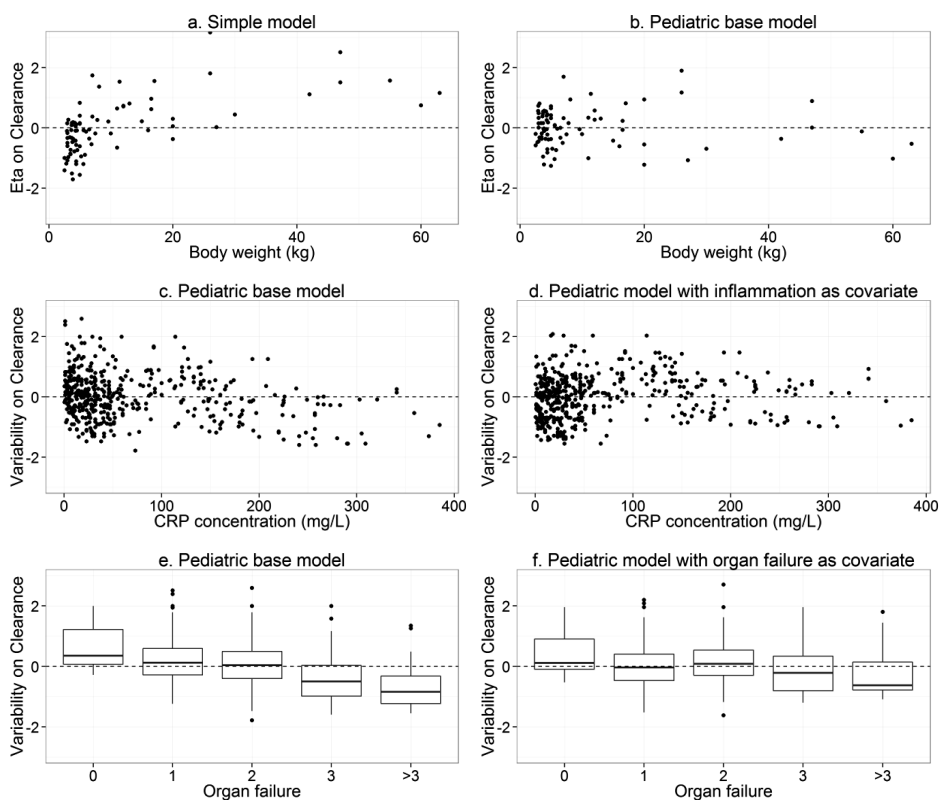 a. Simple model
Eta on Clearance
2
0
-2
0
20
40
60
Body weight (kg)
b. Pediatric base model
Eta on Clearance
2
0
-2
0
20
40
60
Body weight (kg)
c. Pediatric base model
Variability on Clearance
2
0
-2
0
100
200
300
400
CRP concentration (mg/L)
d. Pediatric model with inflammation as covariate
Variability on Clearance
2
0
-2
0
100
200
300
400
CRP concentration (mg/L)
e. Pediatric base model
Variability on Clearance
2
0
-2
0
1
2
3
>3
Organ failure
f. Pediatric model with organ failure as covariate
Variability on Clearance
2
0
-2
0
1
2
3
>3
Organ failure